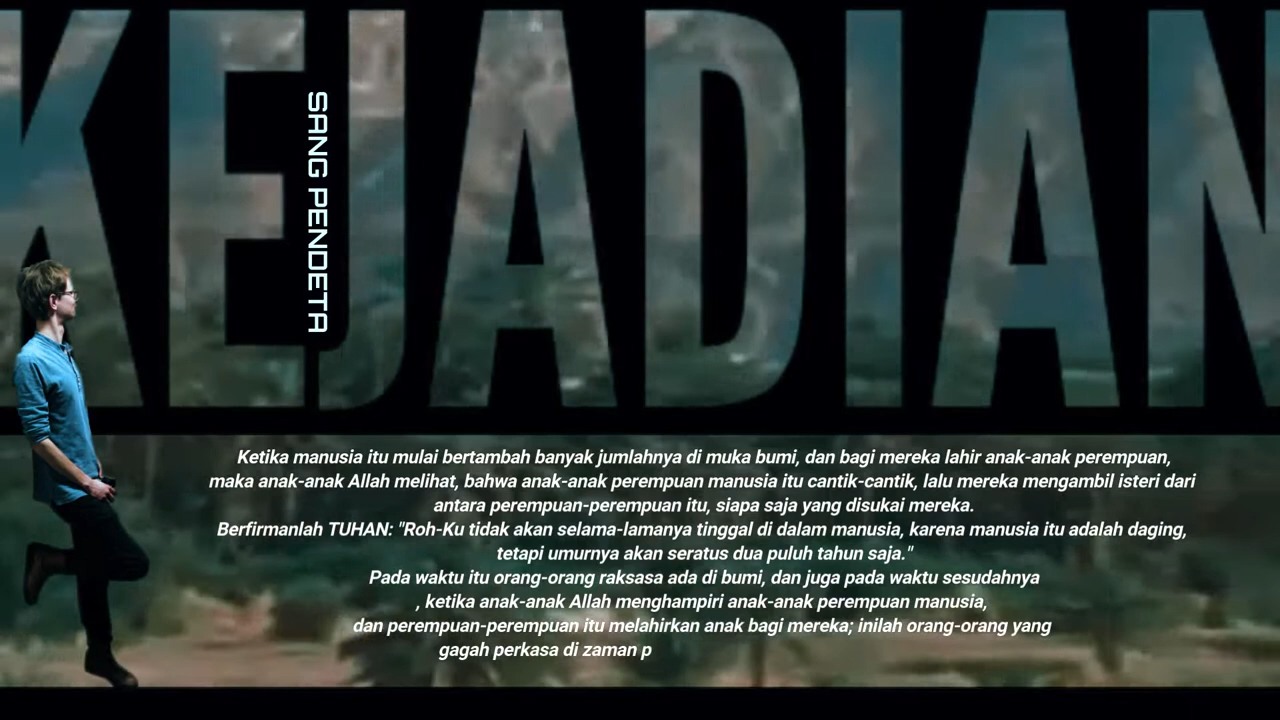 KEJADIAN
SANG PENDETA
Ketika manusia itu mulai bertambah banyak jumlahnya di muka bumi, dan bagi mereka lahir anak-anak perempuan,
maka anak-anak Allah melihat, bahwa anak-anak perempuan manusia itu cantik-cantik, lalu mereka mengambil isteri dari
antara perempuan-perempuan itu, siapa saja yang disukai mereka.
Berfirmanlah TUHAN: "Roh-Ku tidak akan selama-lamanya tinggal di dalam manusia, karena manusia itu adalah daging,
tetapi umurnya akan seratus dua puluh tahun saja."
Pada waktu itu orang-orang raksasa ada di bumi, dan juga pada waktu sesudahnya
, ketika anak-anak Allah menghampiri anak-anak perempuan manusia,
dan perempuan-perempuan itu melahirkan anak bagi mereka; inilah orang-orang yang
gagah perkasa di zaman p